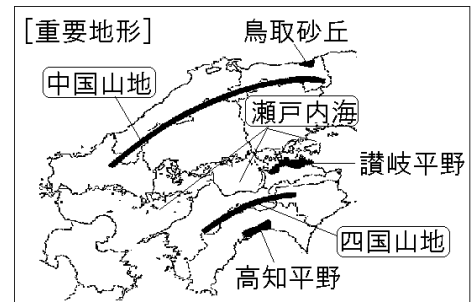 [重要地形]
鳥取砂丘
中国山地
瀬戸内海
讃岐平野
四国山地
高知平野